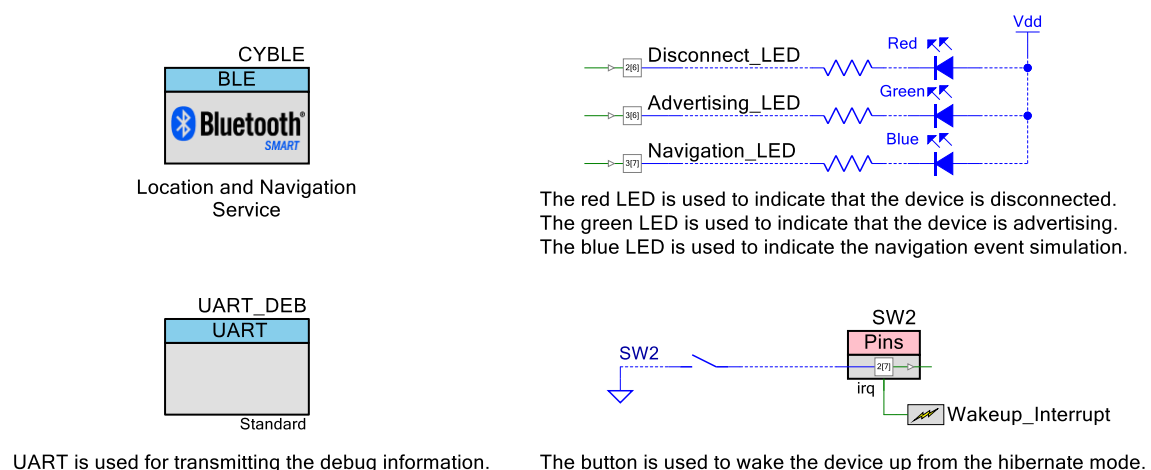 CYBLE
BLE
Bluetooth®
SMART
Location and Navigation
Service
Vdd
Red
Disconnect_LED
2[6]
Green
Advertising_LED
3[6]
Blue
Navigation_LED
3[7]
The red LED is used to indicate that the device is disconnected.
The green LED is used to indicate that the device is advertising.
The blue LED is used to indicate the navigation event simulation.
UART_DEB
UART
Standard
UART is used for transmitting the debug information.
SW2
Pins
SW2
2[7]
irq
Wakeup_Interrupt
The button is used to wake the device up from the hibernate mode.